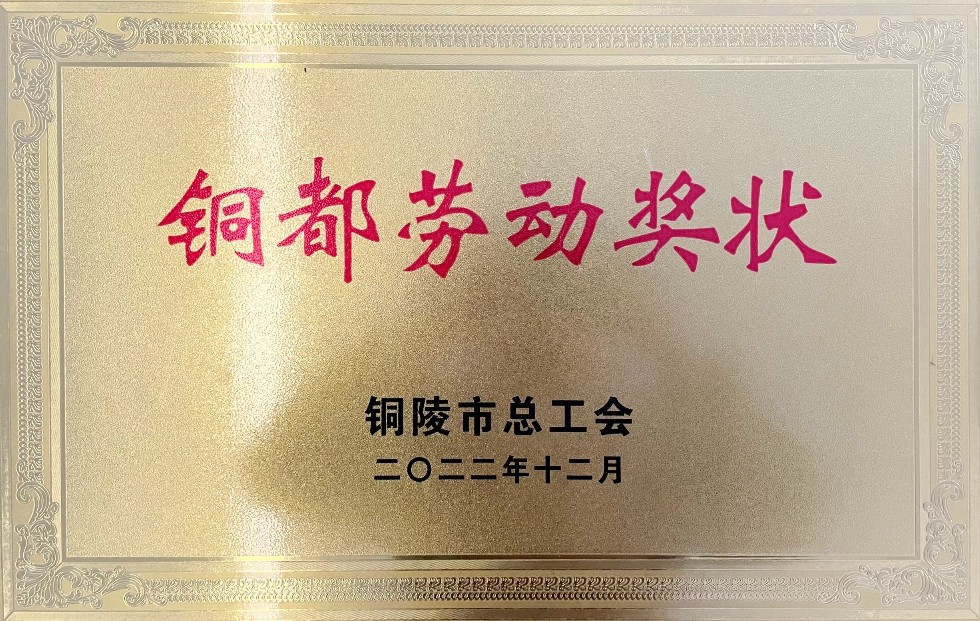 铜都劳动奖状
铜陵市总工会
二〇二二年十二月